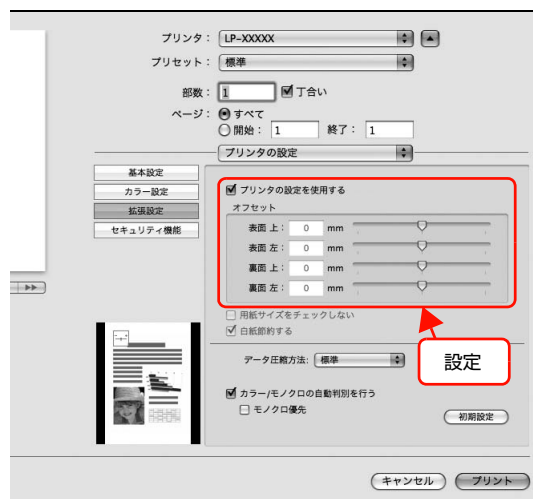 プリンタ： LP-XXXXX
プリセット： 標準
部数： 1 丁合い
ページ： すべて
開始： 1 終了： 1
プリンタの設定
基本設定
カラー設定
拡張設定
セキュリティ機能
プリンタの設定を使用する
オフセット
表面 上： 0 mm
表面 左： 0 mm
裏面 上： 0 mm
裏面 左： 0 mm
用紙サイズをチェックしない
白紙節約する
データ圧縮方法： 標準
設定
カラー/モノクロの自動判別を行う
モノクロ優先
初期設定
キャンセル プリント